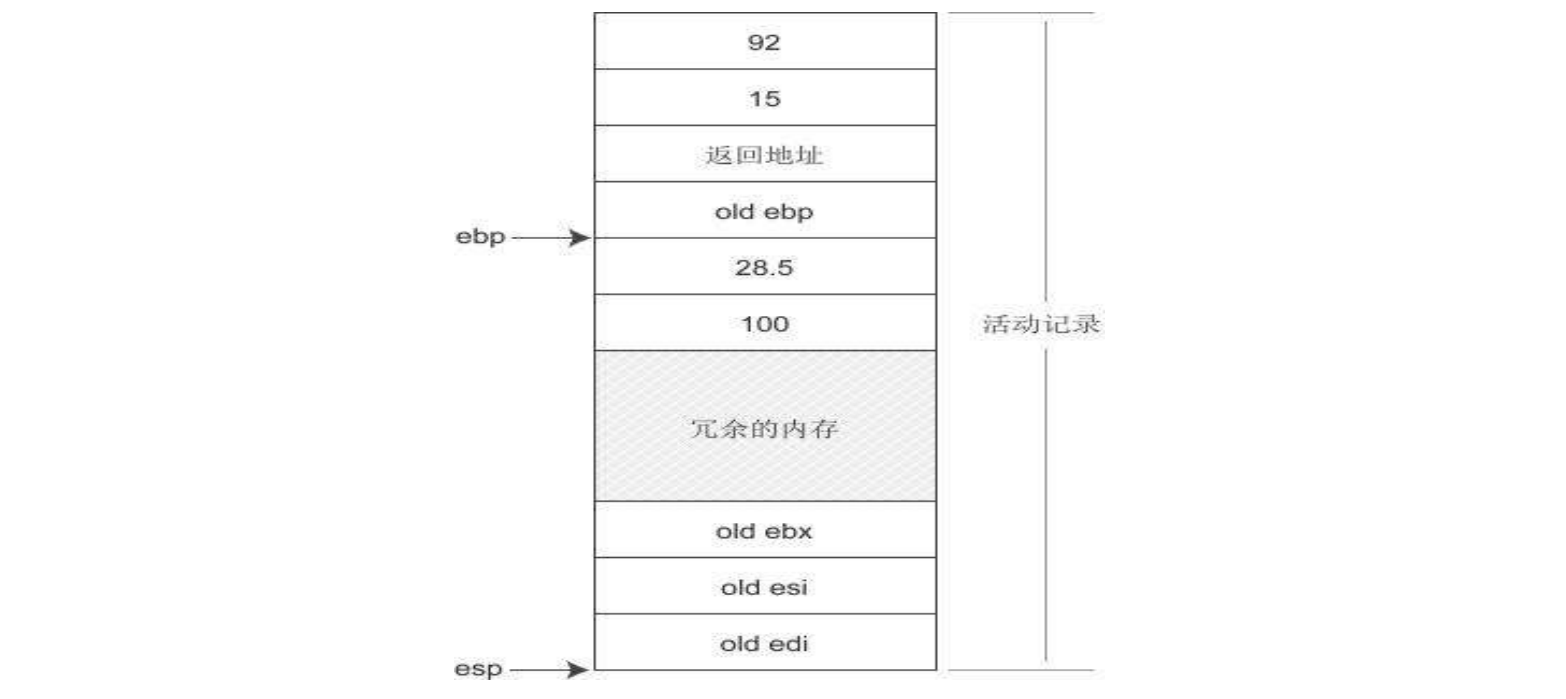 92
15
返回地址
old ebp
ebp
28.5
100
活动记录
冗余的内存
old ebx
old esi
old edi
esp